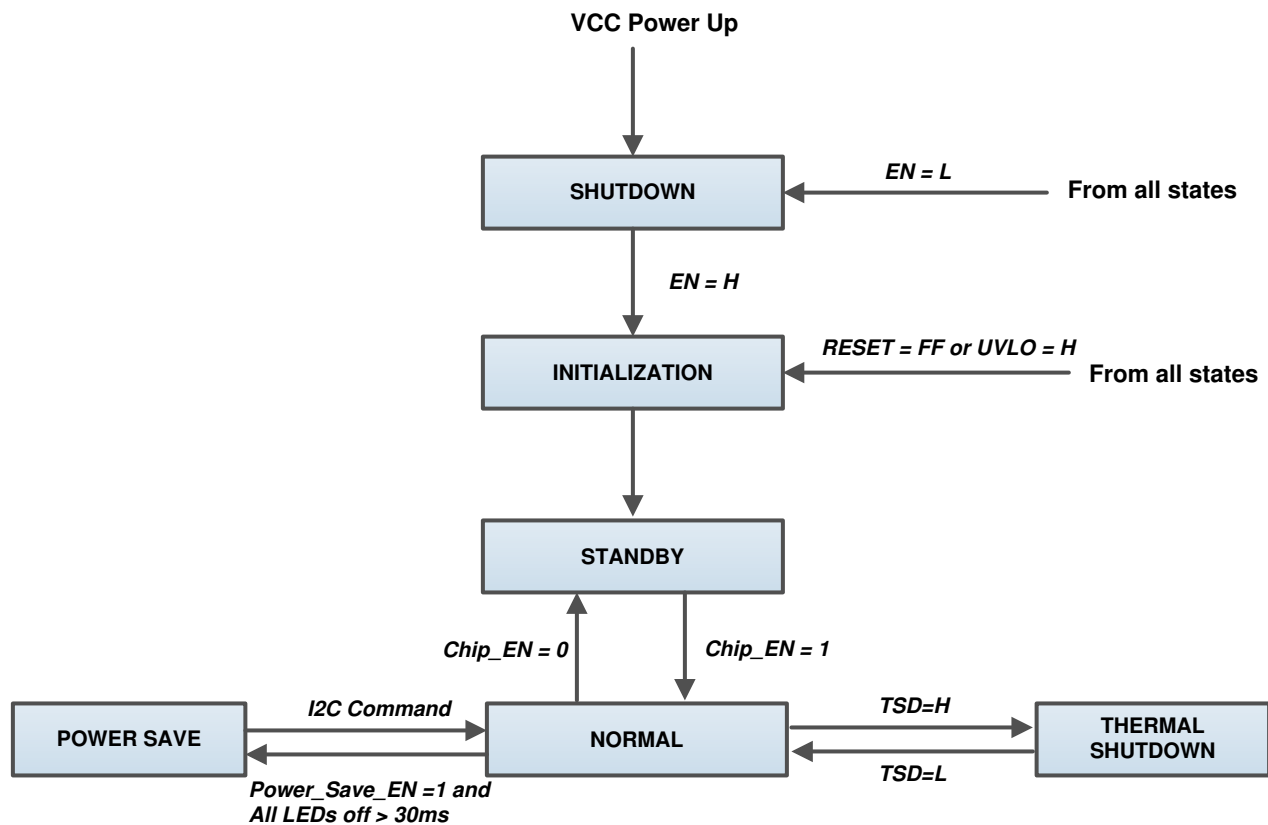 VCC Power Up
SHUTDOWN
EN = L
From all states
EN = H
INITIALIZATION
RESET = FF or UVLO = H
From all states
STANDBY
Chip_EN = 0
Chip_EN = 1
POWER SAVE
I2C Command
NORMAL
TSD=H
THERMAL
SHUTDOWN
TSD=L
Power_Save_EN =1 and
All LEDs off > 30ms